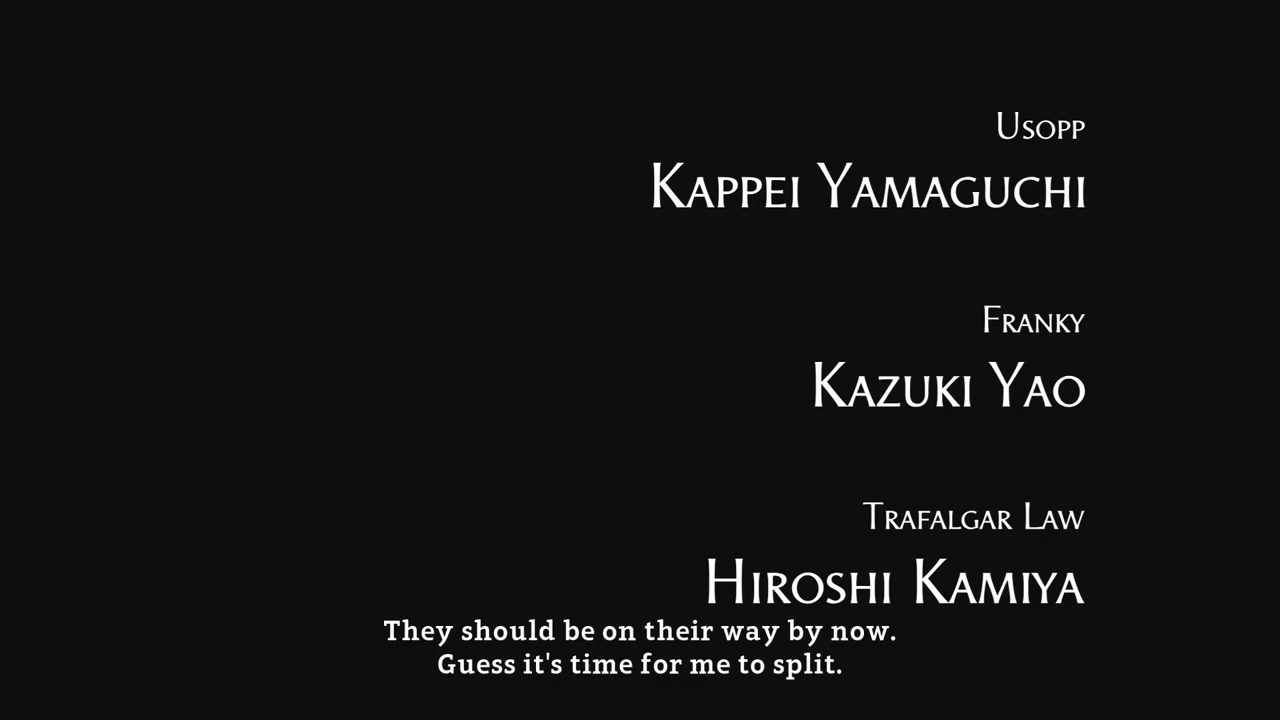 Usopp
Kappei Yamaguchi
Franky
Kazuki Yao
Trafalgar Law
Hiroshi Kamiya
They should be on their way by now.
Guess it's time for me to split.